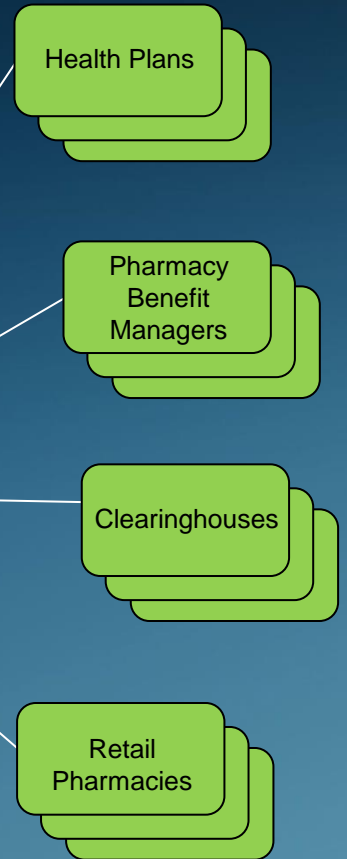 Health Plans
Pharmacy
Benefit
Managers
Clearinghouses
Retail
Pharmacies